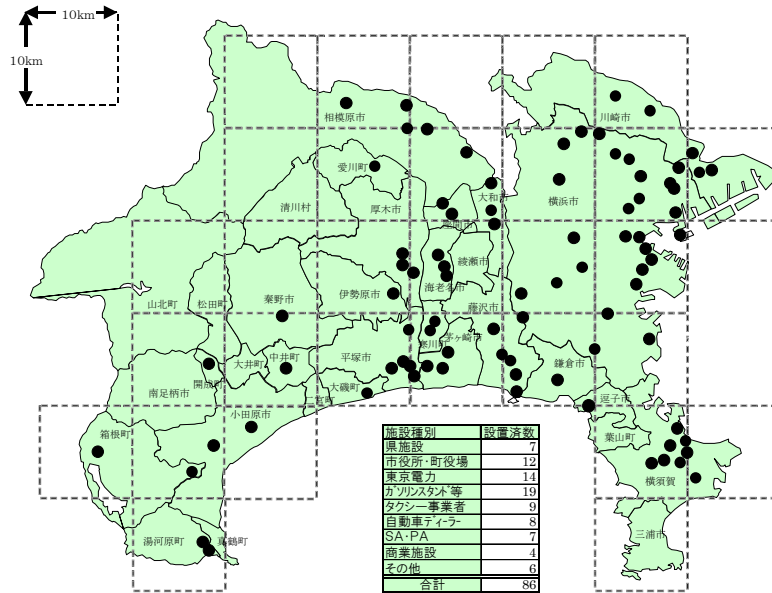 10km
10km
相模原市
川崎市
愛川町
大和市
横浜市
清川村
厚木市
座間市
綾瀬市
海老名市
伊勢原市
藤沢市
山北町
松田町
秦野市
寒川町
茅ヶ崎市
平塚市
大井町
中井町
鎌倉市
開成町
南足柄市
大磯町
二宮町
逗子市
小田原市
葉山町
箱根町
横須賀
湯河原町
真鶴町
三浦市
施設種別 設置済数
県施設 7
市役所・町役場 12
東京電力 14
ガソリンスタンド等 19
タクシー事業者 9
自動車ディーラー 8
SA・PA 7
商業施設 4
その他 6
合計 86